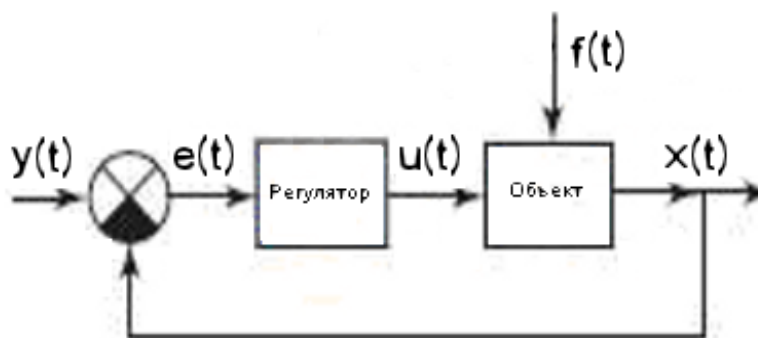 f(t)
y(t)
e(t)
Регулятор
u(t)
Объект
x(t)